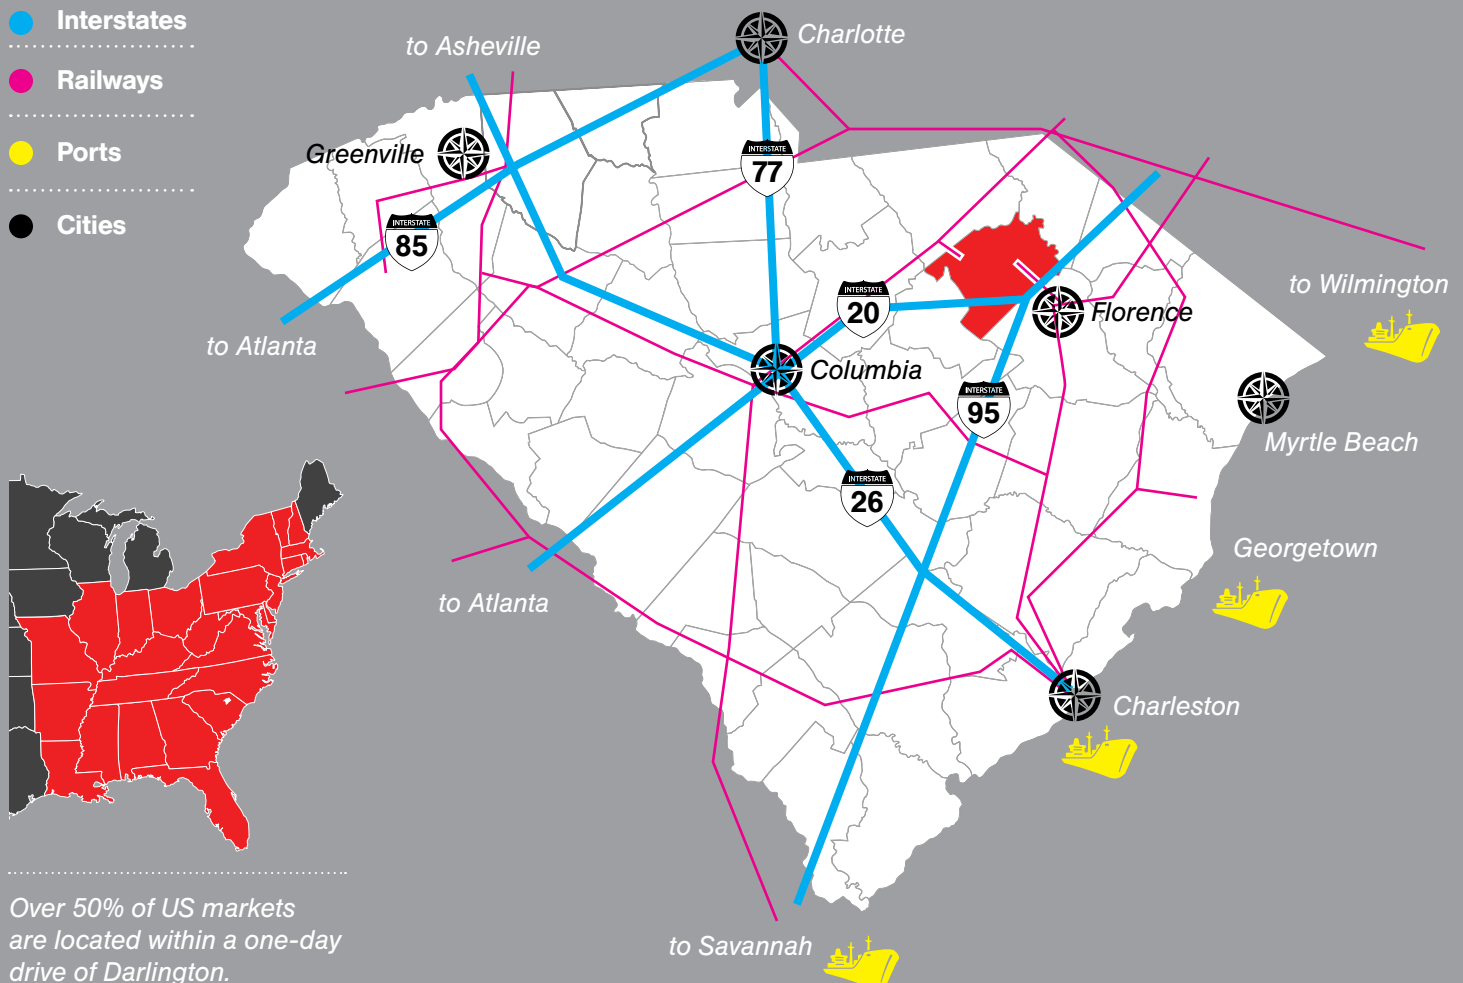 Interstates
Railways
Ports
Cities
to Asheville
Charlotte
Greenville
INTERSTATE
77
INTERSTATE
85
to Atlanta
INTERSTATE
20
Florence
to Wilmington
Columbia
INTERSTATE
95
Myrtle Beach
INTERSTATE
26
Georgetown
to Atlanta
Charleston
to Savannah
Over 50% of US markets
are located within a one-day
drive of Darlington.